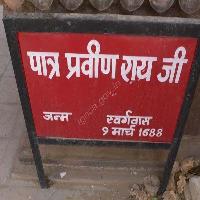 पात्र प्रवीण राय जी
जन्म स्वर्गवास
9 मार्च 1688